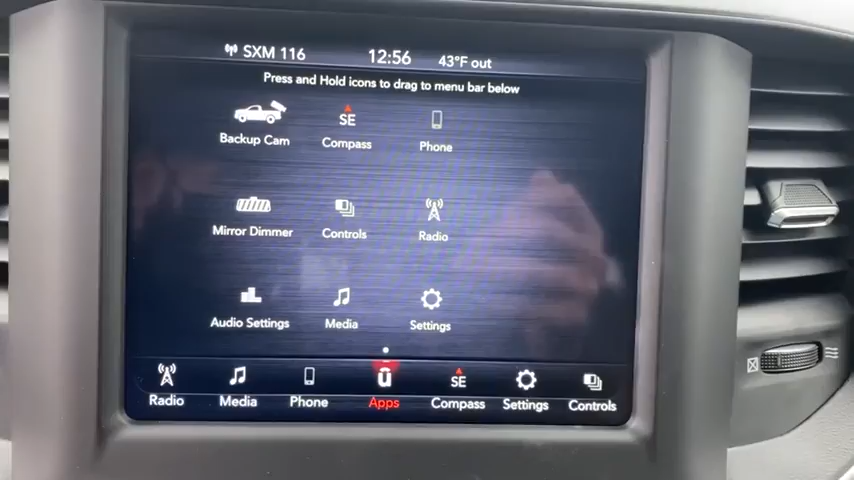 SXM 116 12:56 43°F out
Press and Hold icons to drag to menu bar below
SE
Backup Cam Compass Phone
Mirror Dimmer Controls Radio
Audio Settings Media Settings
ū SE
Radio Media Phone Apps Compass Settings Controls